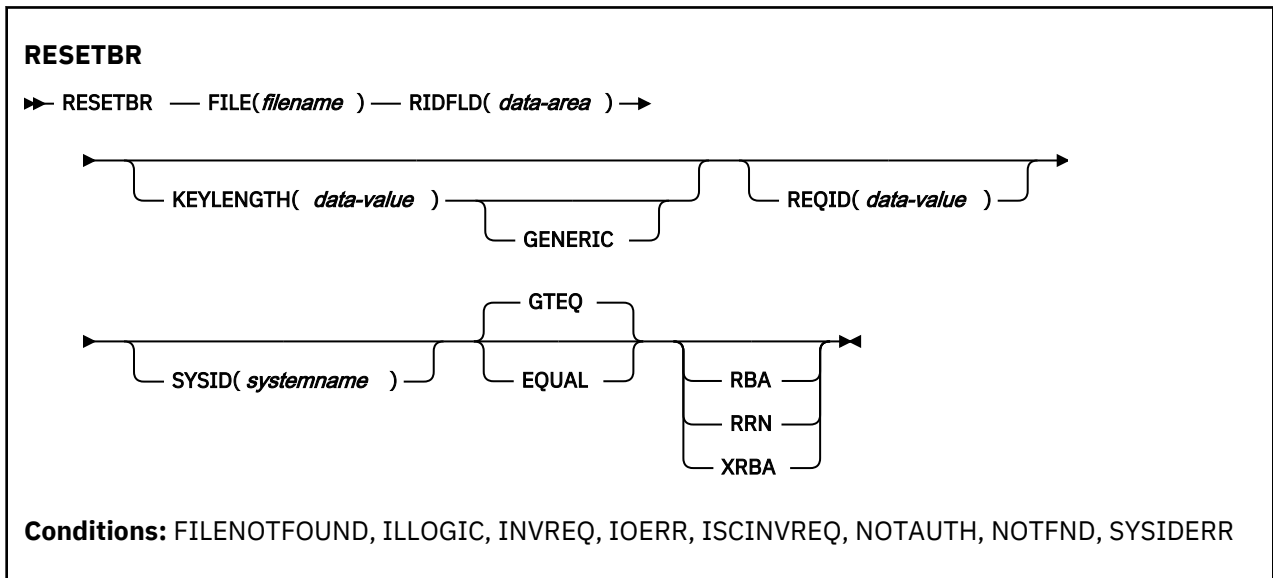 RESETBR
RESETBR FILE(filename ) RIDFLD( data-area )
KEYLENGTH( data-value ) REQID( data-value )
GENERIC
GTEQ
SYSID( systemname ) EQUAL RBA
RRN
XRBA
Conditions: FILENOTFOUND, ILLOGIC, INVREQ, IOERR, ISCINVREQ, NOTAUTH, NOTFND, SYSIDERR